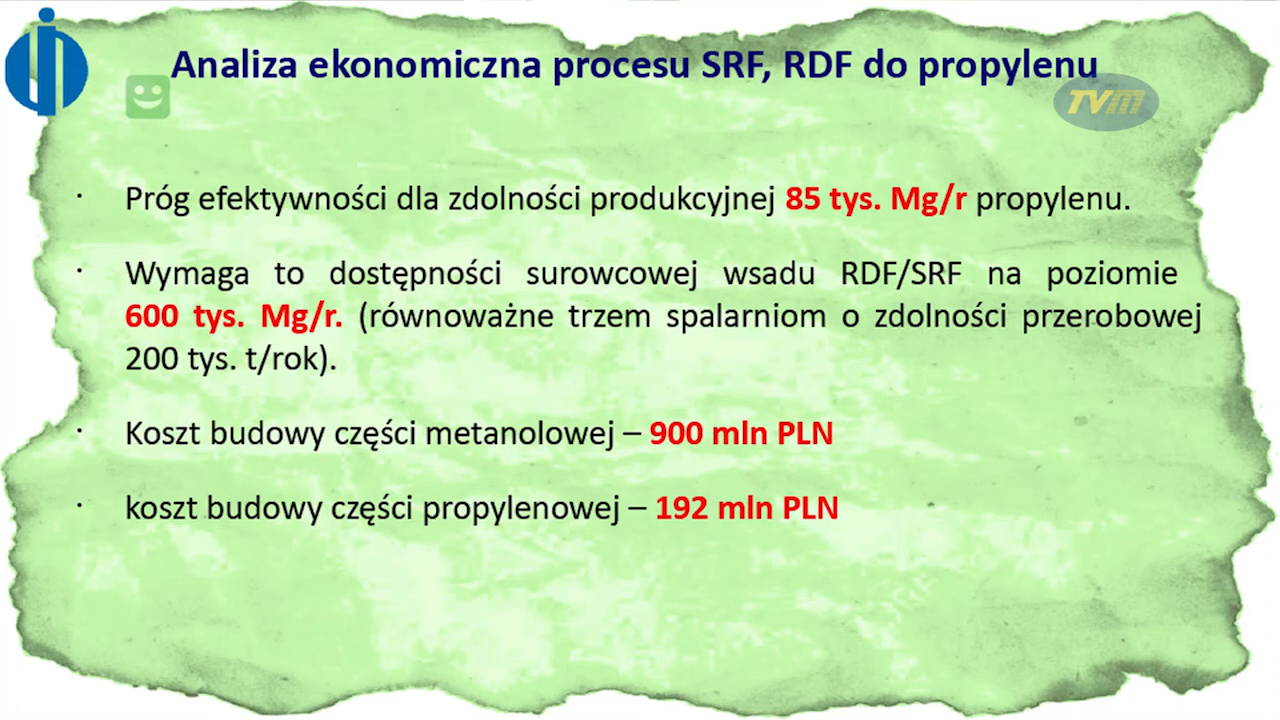 Analiza ekonomiczna procesu SRF, RDF do propylenu
TVM
· Próg efektywności dla zdolności produkcyjnej 85 tys. Mg/r propylenu.
· Wymaga to dostępności surowcowej wsadu RDF/SRF na poziomie
600 tys. Mg/r. (równoważne trzem spalarniom o zdolności przerobowej
200 tys. t/rok).
· Koszt budowy części metanolowej – 900 mln PLN
· koszt budowy części propylenowej – 192 mln PLN